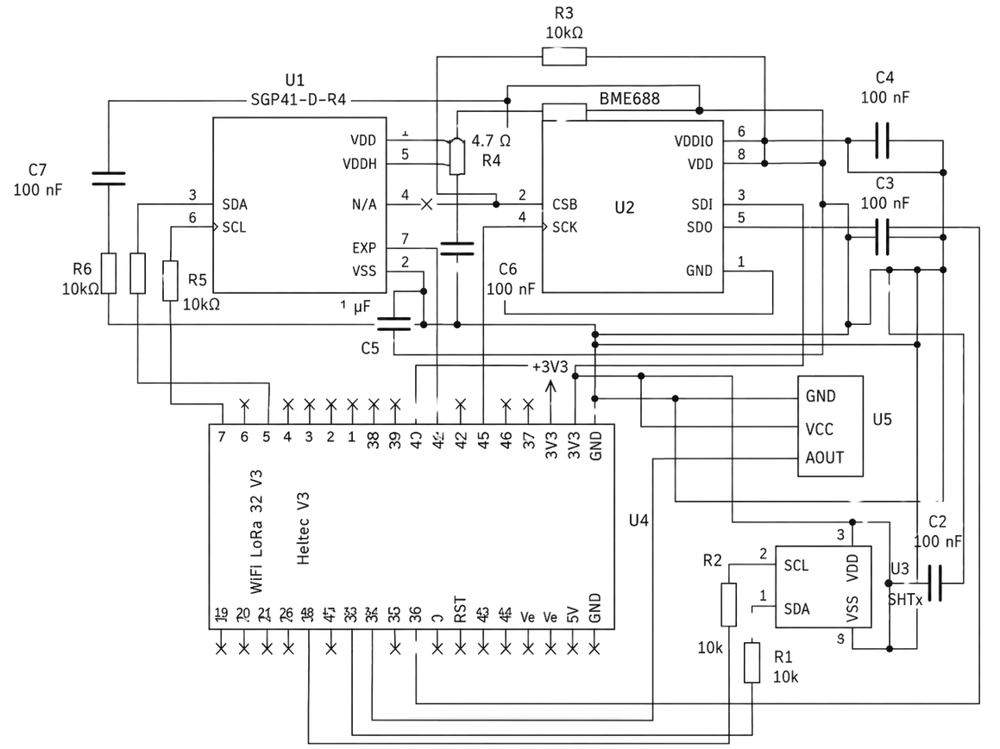 R3
10kΩ
C4
100 nF
U1
SGP41-D-R4
BME688
VDD
VDDH
5
4.7 Ω
R4
VDDIO 6
VDD 8
C7
100 nF
3 SDA
6 SCL
N/A 4
2 CSB
4 SCK
U2
SDI 3
SDO 5
C3
100 nF
EXP 7
VSS 2
C6
100 nF
GND 1
R6
10kΩ
R5
10kΩ
1 µF
C5
+3V3
GND
VCC
AOUT
U5
7 6 5 4 3 2 1 38 39 42 45 46 37 3V3 3V3 GND
WiFi LoRa 32 V3
Heltec V3
U4
C2
100 nF
3
R2
2 SCL
1 SDA
VDD
VSS
U3
SHTx
10k
R1
10k
19 20 21 26 48 33 34 35 36 RST 43 44 Ve Ve 5V GND